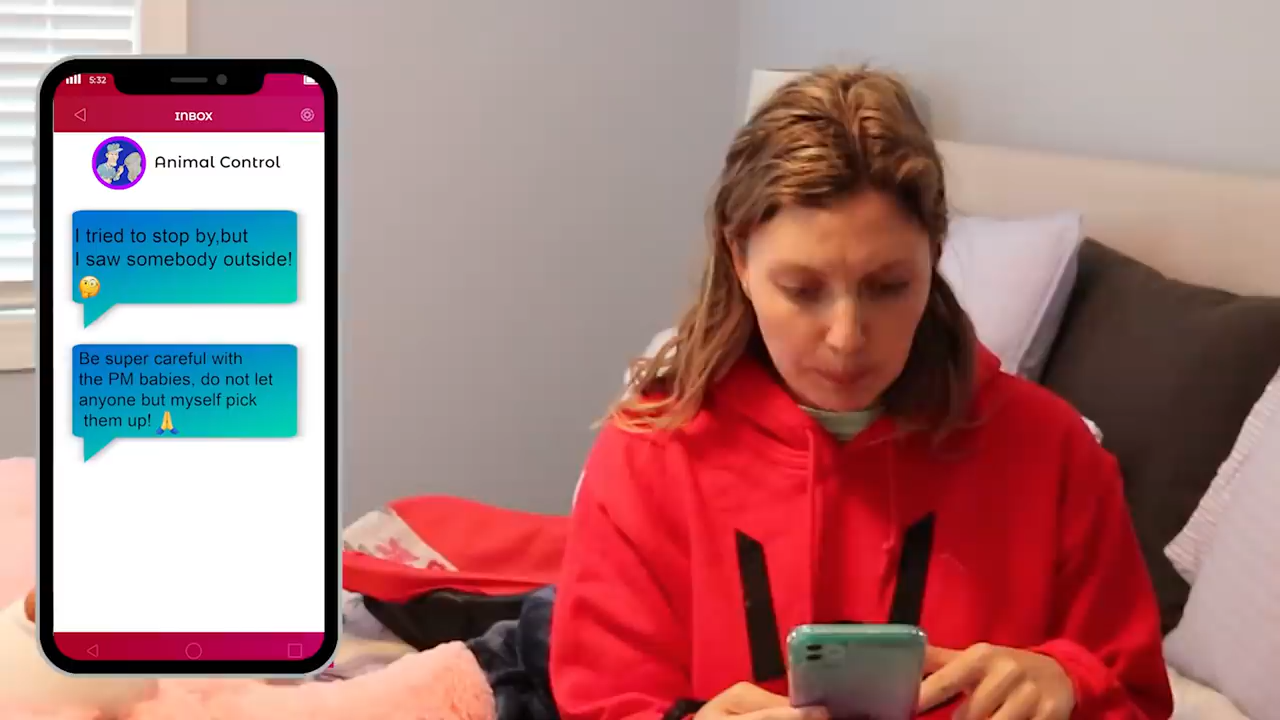 5:32
INBOX
Animal Control
I tried to stop by,but
I saw somebody outside!
🤔
Be super careful with
the PM babies, do not let
anyone but myself pick
them up! 🙏